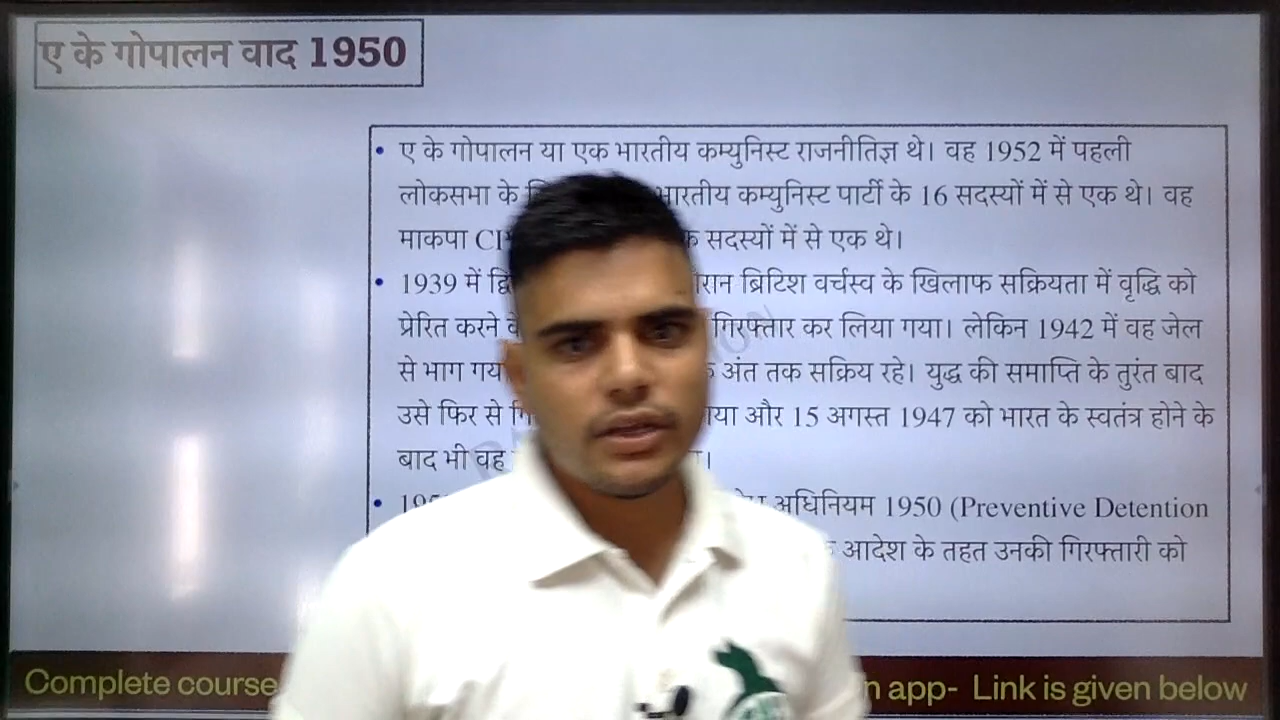 ए के गोपालन वाद 1950
• ए के गोपालन या एक भारतीय कम्युनिस्ट राजनीतिज्ञ थे। वह 1952 में पहली
लोकसभा के भारतीय कम्युनिस्ट पार्टी के 16 सदस्यों में से एक थे। वह
माकपा सदस्यों में से एक थे।
• 1939 में ब्रिटिश वर्चस्व के खिलाफ सक्रियता में वृद्धि को
प्रेरित करने गिरफ्तार कर लिया गया। लेकिन 1942 में वह जेल
से भाग अंत तक सक्रिय रहे। युद्ध की समाप्ति के तुरंत बाद
उसे फिर से और 15 अगस्त 1947 को भारत के स्वतंत्र होने के
बाद भी वह
• अधिनियम 1950 (Preventive Detention
आदेश के तहत उनकी गिरफ्तारी को
Complete course app- Link is given below